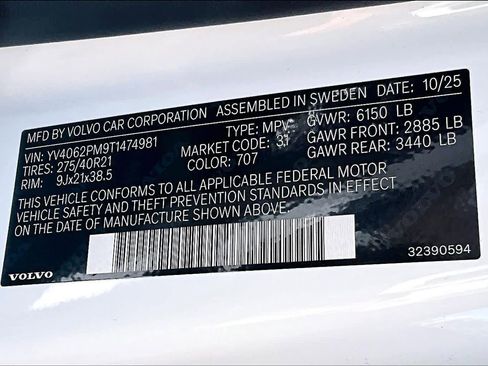 MFD BY VOLVO CAR CORPORATION ASSEMBLED IN SWEDEN DATE: 10/25
VIN: YV4062PM9T1474981 TYPE: MPV GVWR: 6150 LB
TIRES: 275/40R21 MARKET CODE: 31 GAWR FRONT: 2885 LB
RIM: 9Jx21x38.5 COLOR: 707 GAWR REAR: 3440 LB
THIS VEHICLE CONFORMS TO ALL APPLICABLE FEDERAL MOTOR
VEHICLE SAFETY AND THEFT PREVENTION STANDARDS IN EFFECT
ON THE DATE OF MANUFACTURE SHOWN ABOVE.
VOLVO 32390594